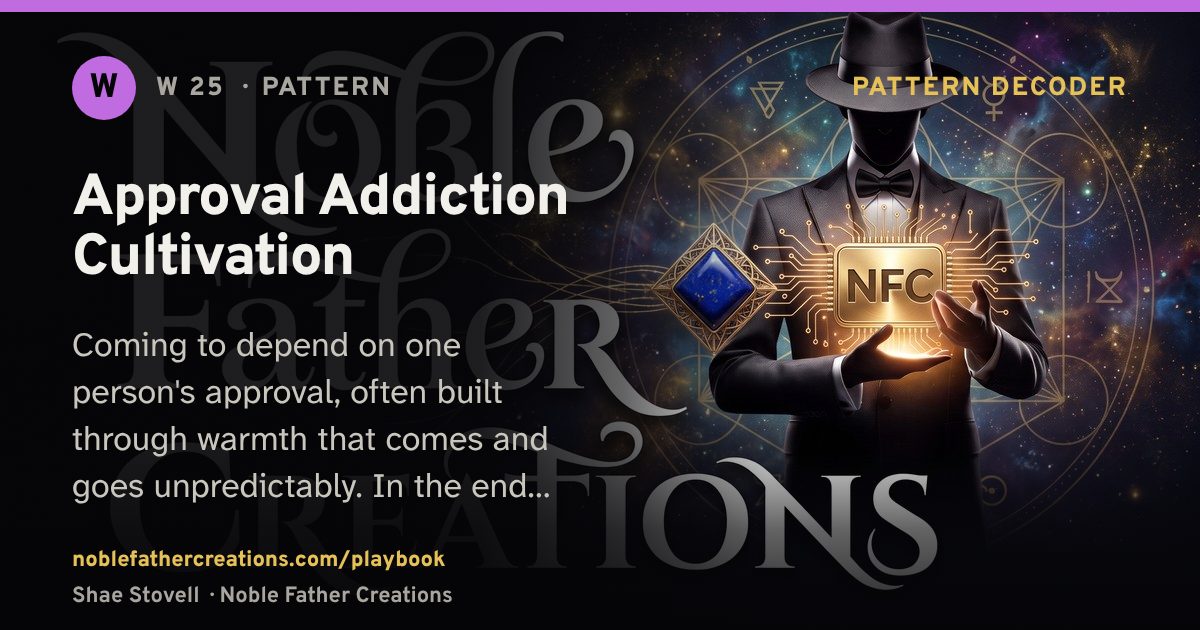 W
W 25 · PATTERN
PATTERN DECODER
Approval Addiction
Cultivation
Coming to depend on one
person's approval, often built
through warmth that comes and
goes unpredictably. In the end...
noblefathercreations.com/playbook
Shae Stovell · Noble Father Creations
Noble
FatheR
CREATIONS
NFC